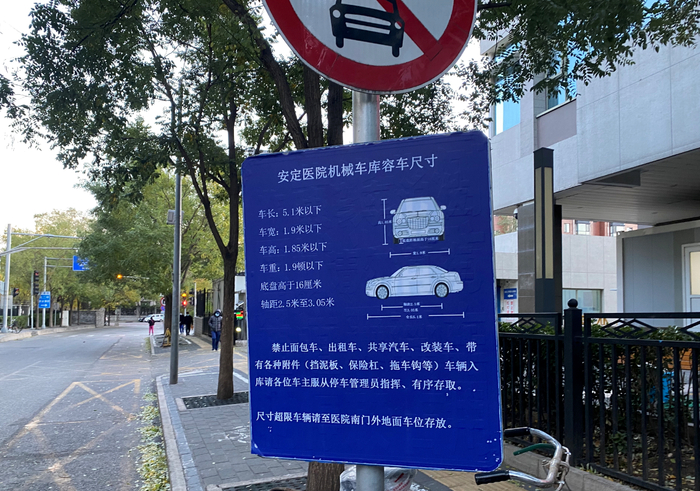 安定医院机械车库容车尺寸
车长：5.1米以下
车宽：1.9米以下
车高：1.85米以下
车重：1.9顿以下
底盘高于16厘米
轴距2.5米至3.05米
禁止面包车、出租车、共享汽车、改装车、带
有各种附件（挡泥板、保险杠、拖车钩等）车辆入
库请各位车主服从停车管理员指挥、有序存取。
尺寸超限车辆请至医院南门外地面车位存放。